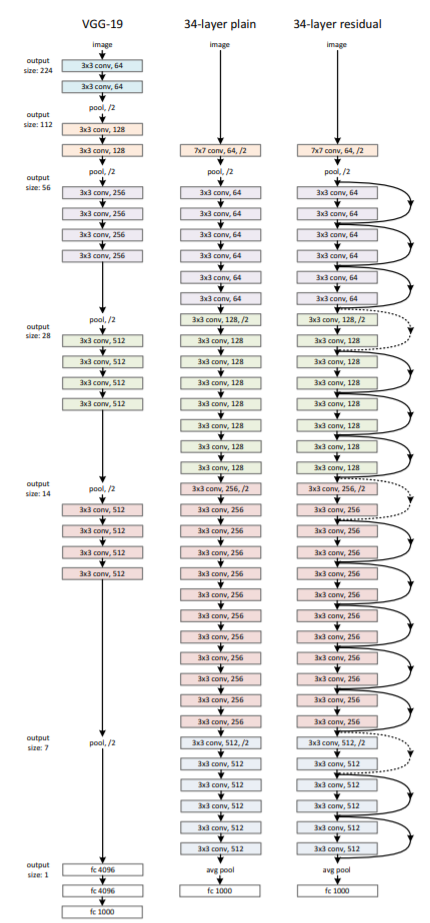 VGG-19
image
output
size: 224
3x3 conv, 64
3x3 conv, 64
pool, /2
output
size: 112
3x3 conv, 128
3x3 conv, 128
pool, /2
output
size: 56
3x3 conv, 256
3x3 conv, 256
3x3 conv, 256
3x3 conv, 256
pool, /2
output
size: 28
3x3 conv, 512
3x3 conv, 512
3x3 conv, 512
3x3 conv, 512
pool, /2
output
size: 14
3x3 conv, 512
3x3 conv, 512
3x3 conv, 512
3x3 conv, 512
output
size: 7
pool, /2
output
size: 1
fc 4096
fc 4096
fc 1000
34-layer plain
image
7x7 conv, 64, /2
pool, /2
3x3 conv, 64
3x3 conv, 64
3x3 conv, 64
3x3 conv, 64
3x3 conv, 64
3x3 conv, 64
3x3 conv, 128, /2
3x3 conv, 128
3x3 conv, 128
3x3 conv, 128
3x3 conv, 128
3x3 conv, 128
3x3 conv, 128
3x3 conv, 128
3x3 conv, 256, /2
3x3 conv, 256
3x3 conv, 256
3x3 conv, 256
3x3 conv, 256
3x3 conv, 256
3x3 conv, 256
3x3 conv, 256
3x3 conv, 256
3x3 conv, 256
3x3 conv, 256
3x3 conv, 256
3x3 conv, 512, /2
3x3 conv, 512
3x3 conv, 512
3x3 conv, 512
3x3 conv, 512
3x3 conv, 512
avg pool
fc 1000
34-layer residual
image
7x7 conv, 64, /2
pool, /2
3x3 conv, 64
3x3 conv, 64
3x3 conv, 64
3x3 conv, 64
3x3 conv, 64
3x3 conv, 64
3x3 conv, 128, /2
3x3 conv, 128
3x3 conv, 128
3x3 conv, 128
3x3 conv, 128
3x3 conv, 128
3x3 conv, 128
3x3 conv, 128
3x3 conv, 256, /2
3x3 conv, 256
3x3 conv, 256
3x3 conv, 256
3x3 conv, 256
3x3 conv, 256
3x3 conv, 256
3x3 conv, 256
3x3 conv, 256
3x3 conv, 256
3x3 conv, 256
3x3 conv, 256
3x3 conv, 512, /2
3x3 conv, 512
3x3 conv, 512
3x3 conv, 512
3x3 conv, 512
3x3 conv, 512
avg pool
fc 1000